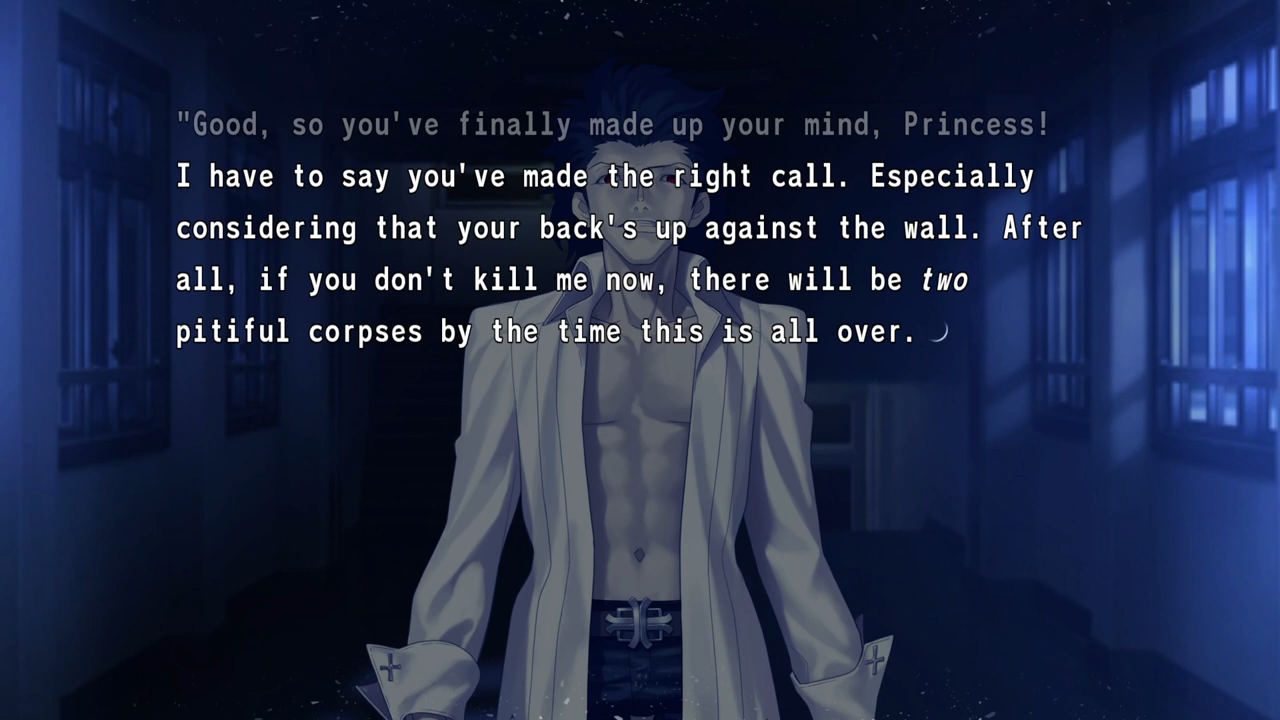 "Good, so you've finally made up your mind, Princess!
I have to say you've made the right call. Especially
considering that your back's up against the wall. After
all, if you don't kill me now, there will be two
pitiful corpses by the time this is all over.